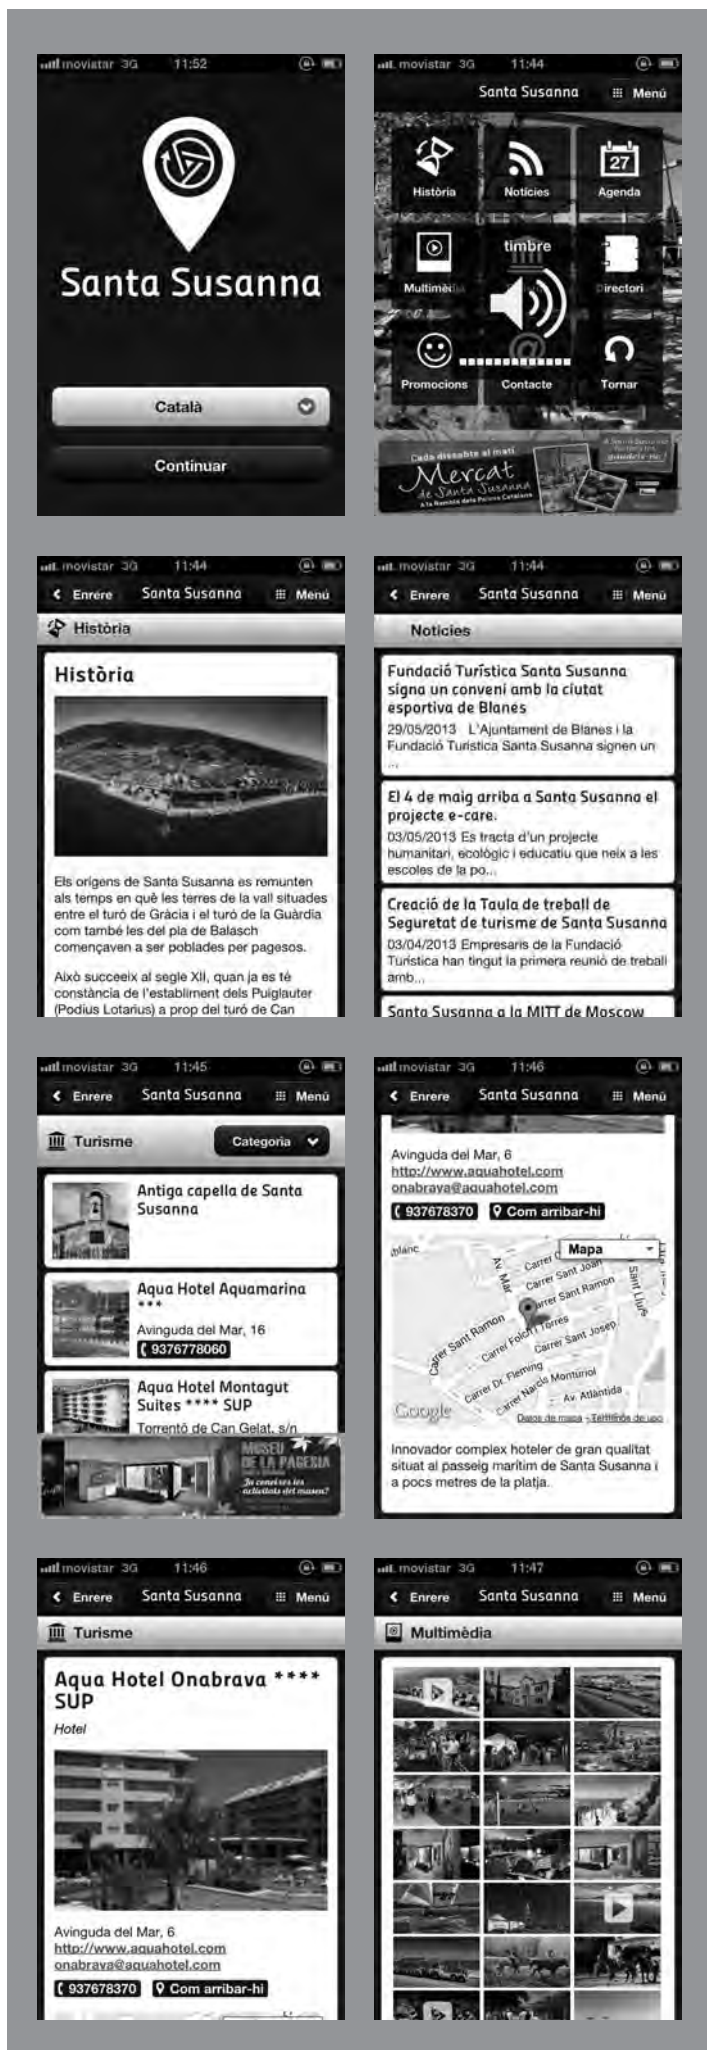 movistar 3G 11:52
Santa Susanna
Català
Continuar
movistar 3G 11:44
Santa Susanna Menú
Història Notícies Agenda
27
timbre
Multimèdia Directori
@
Promocions Contacte Tornar
Cada dissabte al matí
Mercat
de Santa Susanna
A la Rambla dels Països Catalans
movistar 3G 11:44
Enrere Santa Susanna Menú
Història
Història
Els orígens de Santa Susanna es remunten
als temps en què les terres de la vall situades
entre el turó de Gràcia i el turó de la Guàrdia
com també les del pla de Balasch
començaven a ser poblades per pagesos.
Això succeeix al segle XII, quan ja es té
constància de l'establiment dels Puiglauter
(Podius Lotarius) a prop del turó de Can
movistar 3G 11:44
Enrere Santa Susanna Menú
Notícies
Fundació Turística Santa Susanna
signa un conveni amb la ciutat
esportiva de Blanes
29/05/2013 L'Ajuntament de Blanes i la
Fundació Turística Santa Susanna signen un
...
El 4 de maig arriba a Santa Susanna el
projecte e-care.
03/05/2013 Es tracta d'un projecte
humanitari, ecològic i educatiu que neix a les
escoles de la po...
Creació de la Taula de treball de
Seguretat de turisme de Santa Susanna
03/04/2013 Empresaris de la Fundació
Turística han tingut la primera reunió de treball
amb...
Santa Susanna a la MITT de Moscow
movistar 3G 11:45
Enrere Santa Susanna Menú
Turisme Categoria
Antiga capella de Santa
Susanna
Aqua Hotel Aquamarina
***
Avinguda del Mar, 16
9376778060
Aqua Hotel Montagut
Suites **** SUP
Torrentó de Can Gelat, s/n
MUSEU
DE LA PAGESIA
Ja coneixes les
activitats del museu?
movistar 3G 11:46
Enrere Santa Susanna Menú
Avinguda del Mar, 6
http://www.aquahotel.com
onabrava@aquahotel.com
937678370 Com arribar-hi
Mapa
Av. Mar
Carrer Sant Joan
Carrer Sant Ramon
Sant Lluís
Carrer Sant Ramon
Carrer Folch i Torres
Carrer Sant Josep
Carrer Dr. Fleming
Carrer Narcís Monturiol
Av. Atlàntida
Google
Datos de mapa - Términos de uso
Innovador complex hoteler de gran qualitat
situat al passeig marítim de Santa Susanna i
a pocs metres de la platja.
movistar 3G 11:46
Enrere Santa Susanna Menú
Turisme
Aqua Hotel Onabrava ****
SUP
Hotel
Avinguda del Mar, 6
http://www.aquahotel.com
onabrava@aquahotel.com
937678370 Com arribar-hi
movistar 3G 11:47
Enrere Santa Susanna Menú
Multimèdia